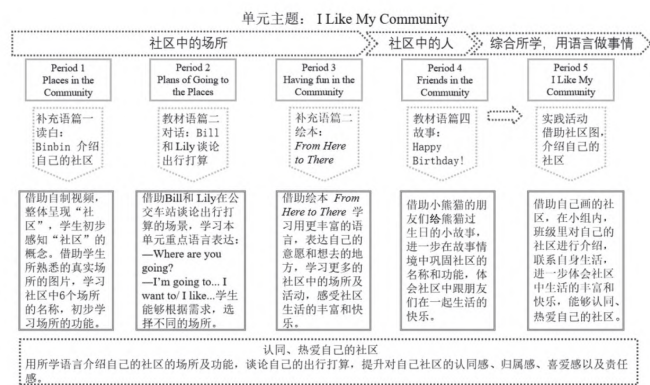 单元主题： I Like My Community
社区中的场所
社区中的人
综合所学，用语言做事情
Period 1
Places in the
Community
Period 2
Plans of Going to
the Places
Period 3
Having fun in the
Community
Period 4
Friends in the
Community
Period 5
I Like My
Community
补充语篇一
读白：
Binbin 介绍
自己的社区
教材语篇二
对话：Bill
和 Lily 谈论
出行打算
补充语篇二
绘本：
From Here
to There
教材语篇四
故事：
Happy
Birthday!
实践活动
借助社区图，
介绍自己的
社区
借助自制视频，
整体呈现“社
区”，学生初步
感知“社区”的
概念。借助学生
所熟悉的真实场
所的图片，学习
社区中6个场所
的名称，初步学
习场所的功能。
借助Bill和 Lily在公
交车站谈论出行打
算的场景，学习本
单元重点语言表达：
—Where are you
going?
—I'm going to... I
want to/ I like...学生
能够根据需求，选
择不同的场所。
借助绘本 From
Here to There 学
习用更丰富的语
言，表达自己的
意愿和想去的地
方，学习更多的
社区中的场所及
活动，感受社区
生活的丰富和快
乐。
借助小熊猫的朋
友们给熊猫过
生日的小故事，
进一步在故事情
境中巩固社区的
名称和功能，体
会社区中跟朋友
们在一起生活的
快乐。
借助自己画的社
区，在小组内，
班级里对自己的
社区进行介绍，
联系自身生活，
进一步体会社区
中生活的丰富和
快乐，能够认同、
热爱自己的社区。
认同、热爱自己的社区
用所学语言介绍自己的社区的场所及功能，谈论自己的出行打算，提升对自己社区的认同感、归属感、喜爱感以及责任
感。